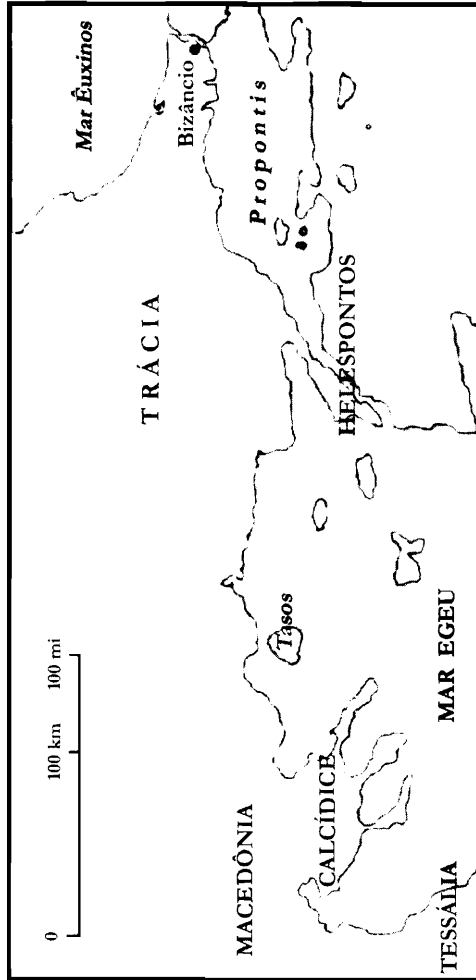 Mar Êuxinos
Bizâncio
Propontis
TRÁCIA
HELESPONTOS
Tasos
MAR EGEU
0 100 km 100 mi
MACEDÔNIA
CALCÍDICE
TESSÁLIA